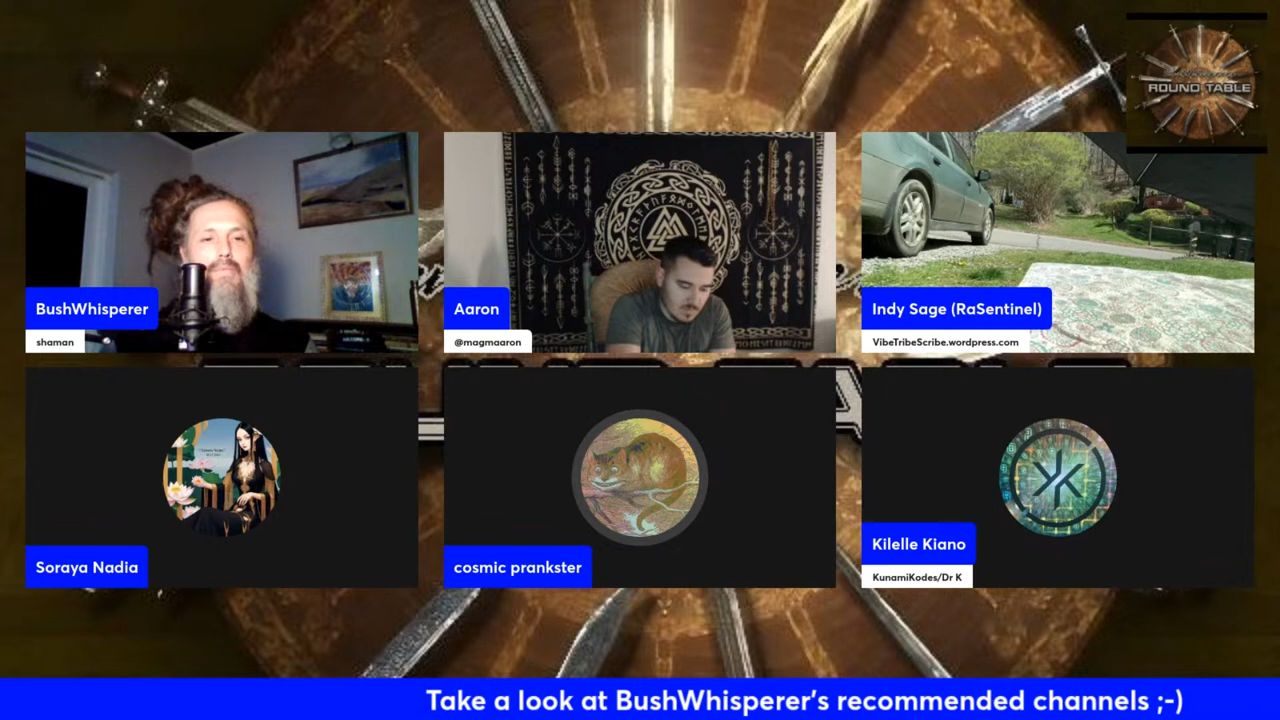 ROUND TABLE
BushWhisperer
shaman
Aaron
@magmaaron
Indy Sage (RaSentinel)
VibeTribeScribe.wordpress.com
Soraya Nadia
cosmic prankster
Kilelle Kiano
KunamiKodes/Dr K
Take a look at BushWhisperer's recommended channels ;-)